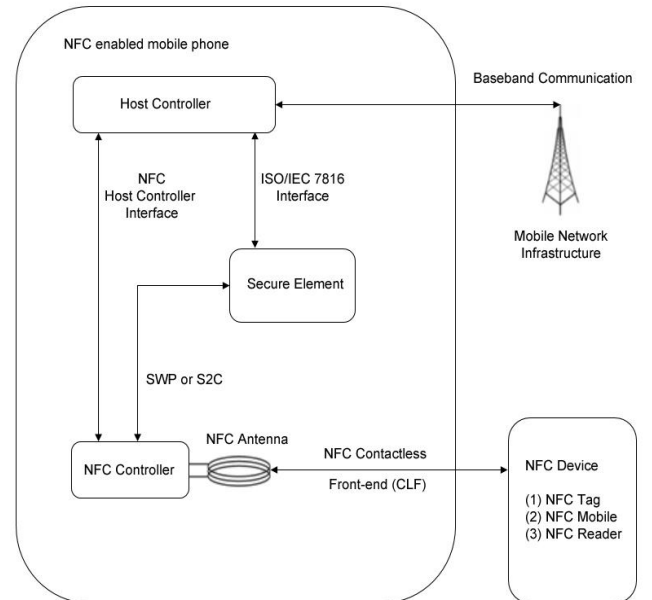 NFC enabled mobile phone
Host Controller
Baseband Communication
NFC
Host Controller
Interface
ISO/IEC 7816
Interface
Mobile Network
Infrastructure
Secure Element
SWP or S2C
NFC Antenna
NFC Controller
NFC Contactless
Front-end (CLF)
NFC Device
(1) NFC Tag
(2) NFC Mobile
(3) NFC Reader